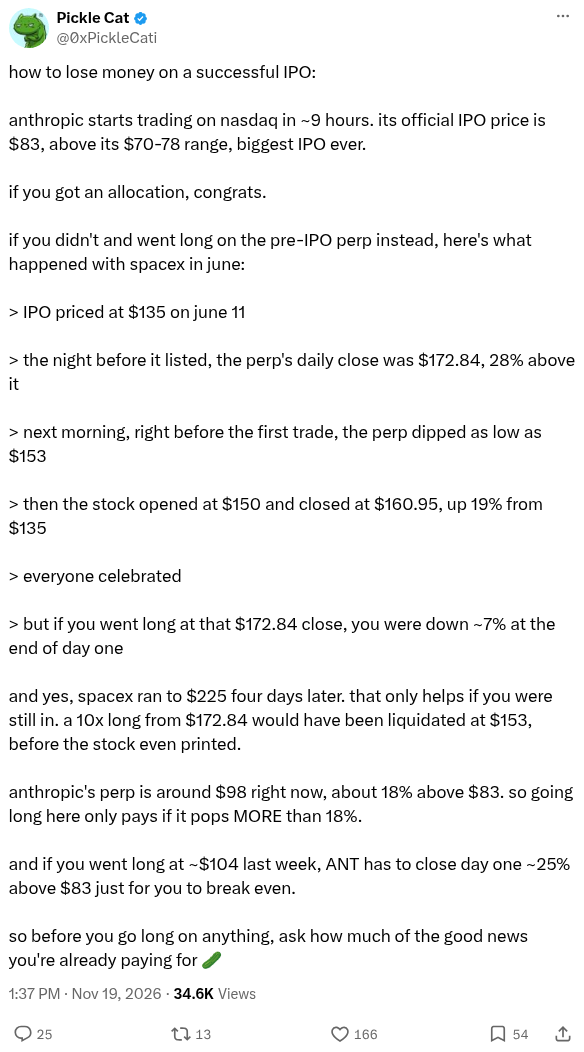 Pickle Cat
@0xPickleCati
how to lose money on a successful IPO:
anthropic starts trading on nasdaq in ~9 hours. its official IPO price is
$83, above its $70-78 range, biggest IPO ever.
if you got an allocation, congrats.
if you didn't and went long on the pre-IPO perp instead, here's what
happened with spacex in june:
> IPO priced at $135 on june 11
> the night before it listed, the perp's daily close was $172.84, 28% above
it
> next morning, right before the first trade, the perp dipped as low as
$153
> then the stock opened at $150 and closed at $160.95, up 19% from
$135
> everyone celebrated
> but if you went long at that $172.84 close, you were down ~7% at the
end of day one
and yes, spacex ran to $225 four days later. that only helps if you were
still in. a 10x long from $172.84 would have been liquidated at $153,
before the stock even printed.
anthropic's perp is around $98 right now, about 18% above $83. so going
long here only pays if it pops MORE than 18%.
and if you went long at ~$104 last week, ANT has to close day one ~25%
above $83 just for you to break even.
so before you go long on anything, ask how much of the good news
you're already paying for 🥒
1:37 PM · Nov 19, 2026 · 34.6K Views
25 13 166 54